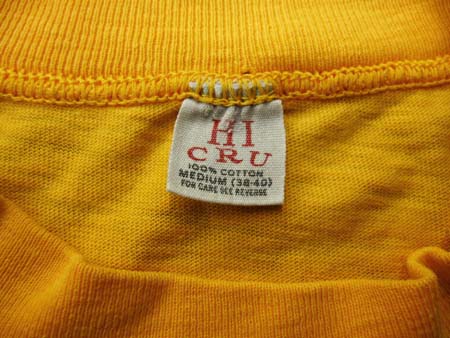 HI
CRU
100% COTTON
MEDIUM (38-40)
FOR CARE SEE REVERSE